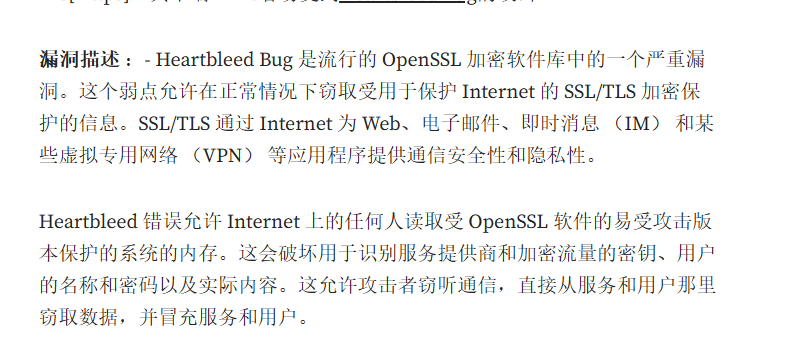 漏洞描述 ：- Heartbleed Bug 是流行的 OpenSSL 加密软件库中的一个严重漏
洞。这个弱点允许在正常情况下窃取受用于保护 Internet 的 SSL/TLS 加密保
护的信息。SSL/TLS 通过 Internet 为 Web、电子邮件、即时消息 （IM） 和某
些虚拟专用网络 （VPN） 等应用程序提供通信安全性和隐私性。
Heartbleed 错误允许 Internet 上的任何人读取受 OpenSSL 软件的易受攻击版
本保护的系统的内存。这会破坏用于识别服务提供商和加密流量的密钥、用户
的名称和密码以及实际内容。这允许攻击者窃听通信，直接从服务和用户那里
窃取数据，并冒充服务和用户。